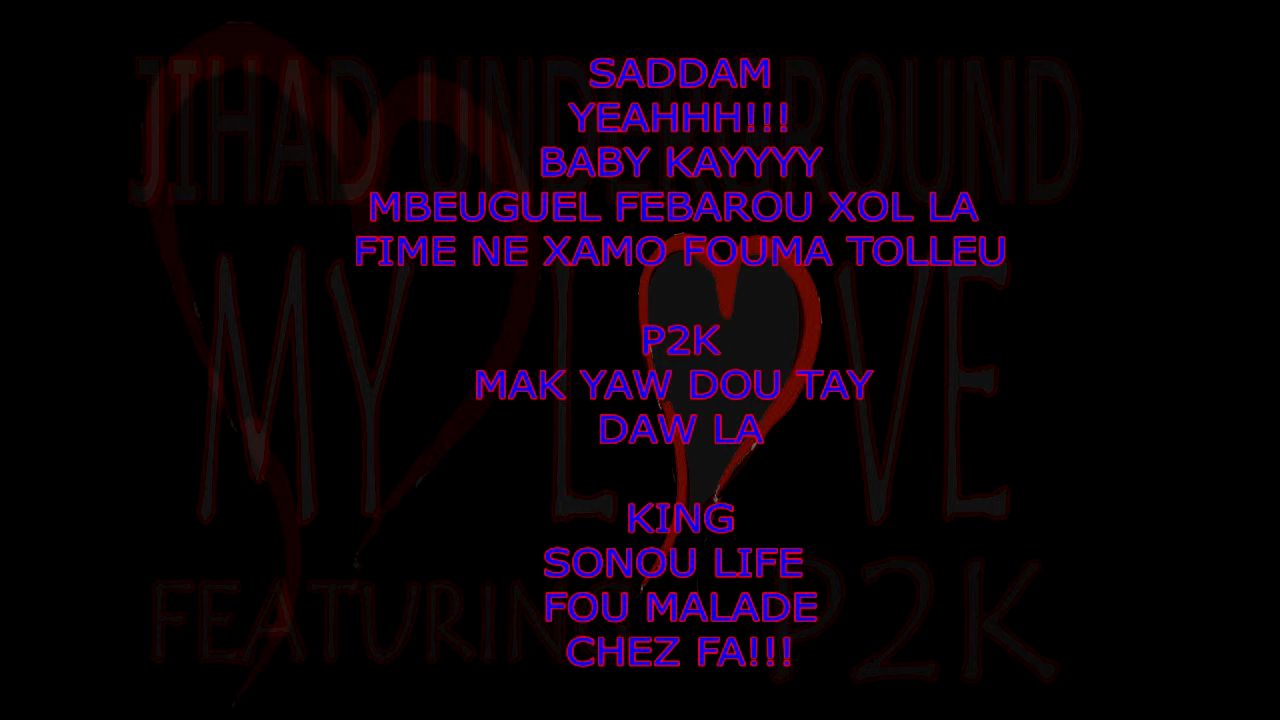 SADDAM
YEAHHH!!!
BABY KAYYYY
MBEUGUEL FEBAROU XOL LA
FIME NE XAMO FOUMA TOLLEU
P2K
MAK YAW DOU TAY
DAW LA
KING
SONOU LIFE
FOU MALADE
CHEZ FA!!!
JIHAD UNDERGROUND
MY LOVE
FEATURING P2K